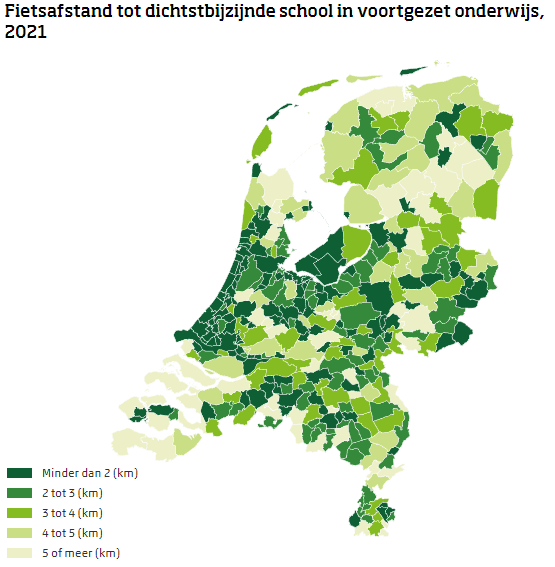 Fietsafstand tot dichtstbijzijnde school in voortgezet onderwijs,
2021
Minder dan 2 (km)
2 tot 3 (km)
3 tot 4 (km)
4 tot 5 (km)
5 of meer (km)